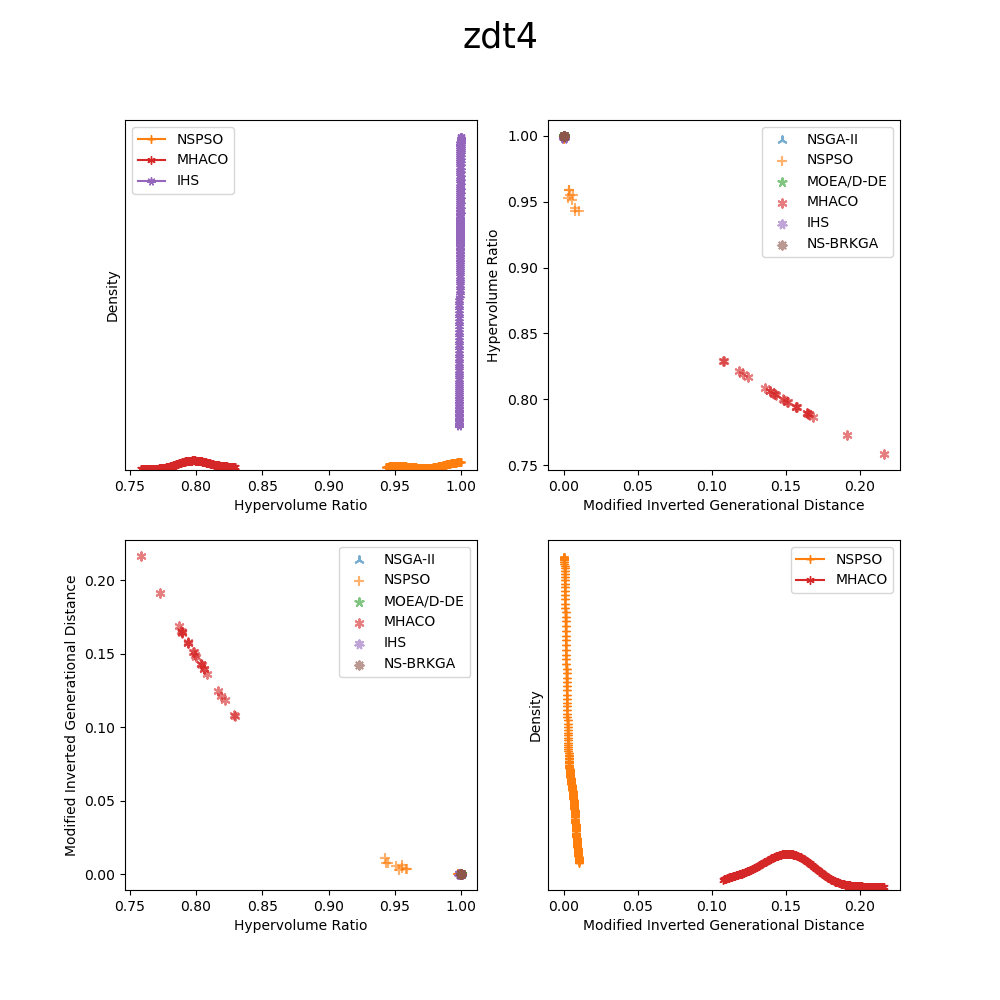 zdt4
NSPSO
MHACO
IHS
Density
0.75 0.80 0.85 0.90 0.95 1.00
Hypervolume Ratio
NSGA-II
NSPSO
MOEA/D-DE
MHACO
IHS
NS-BRKGA
Hypervolume Ratio
1.00
0.95
0.90
0.85
0.80
0.75
0.00 0.05 0.10 0.15 0.20
Modified Inverted Generational Distance
NSGA-II
NSPSO
MOEA/D-DE
MHACO
IHS
NS-BRKGA
Modified Inverted Generational Distance
0.20
0.15
0.10
0.05
0.00
0.75 0.80 0.85 0.90 0.95 1.00
Hypervolume Ratio
NSPSO
MHACO
Density
0.00 0.05 0.10 0.15 0.20
Modified Inverted Generational Distance